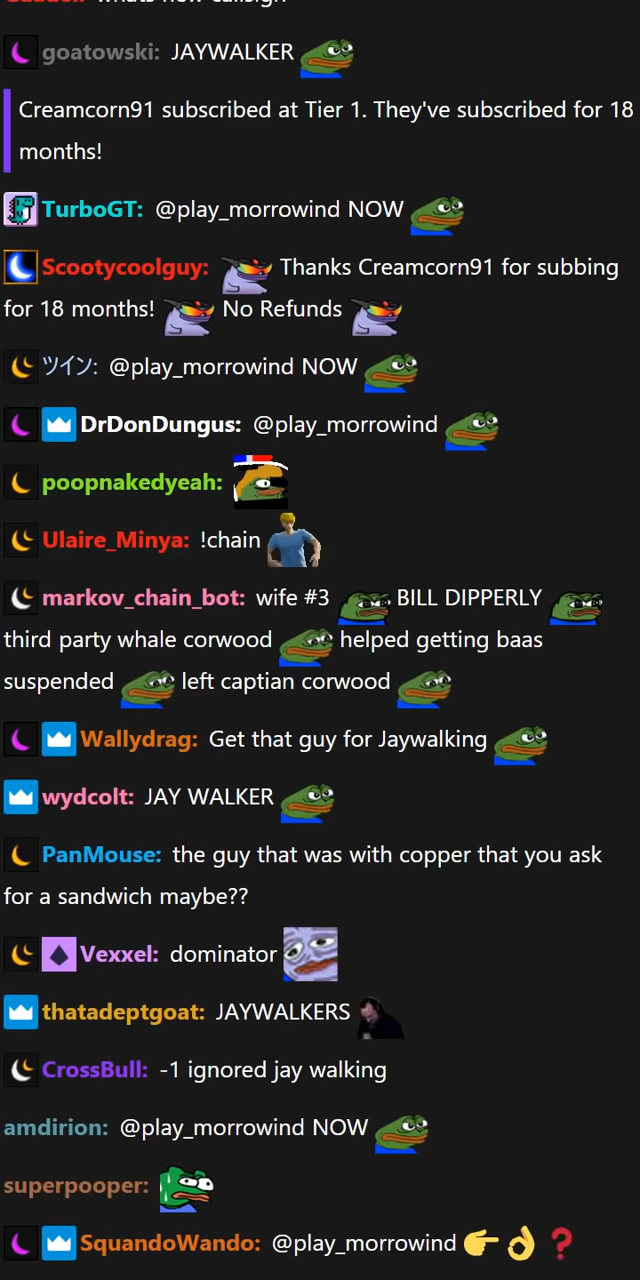 whats new callsign
goatowski: JAYWALKER
Creamcorn91 subscribed at Tier 1. They've subscribed for 18
months!
TurboGT: @play_morrowind NOW
Scootycoolguy: Thanks Creamcorn91 for subbing
for 18 months! No Refunds
ツイン: @play_morrowind NOW
DrDonDungus: @play_morrowind
poopnakedyeah:
Ulaire_Minya: !chain
markov_chain_bot: wife #3 BILL DIPPERLY
third party whale corwood helped getting baas
suspended left captian corwood
Wallydrag: Get that guy for Jaywalking
wydcolt: JAY WALKER
PanMouse: the guy that was with copper that you ask
for a sandwich maybe??
Vexxel: dominator
thatadeptgoat: JAYWALKERS
CrossBull: -1 ignored jay walking
amdirion: @play_morrowind NOW
superpooper:
SquandoWando: @play_morrowind 👉👌❓